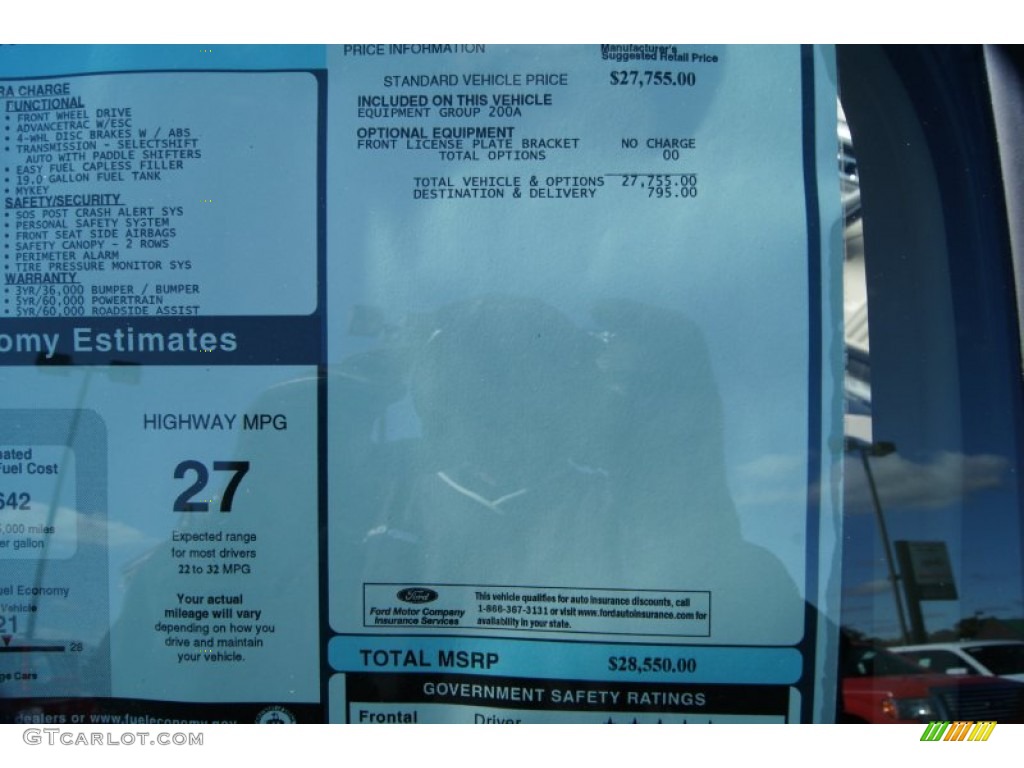 RA CHARGE
FUNCTIONAL
• FRONT WHEEL DRIVE
• ADVANCETRAC W/ESC
• 4-WHL DISC BRAKES W / ABS
• TRANSMISSION - SELECTSHIFT
AUTO WITH PADDLE SHIFTERS
• EASY FUEL CAPLESS FILLER
• 19.0 GALLON FUEL TANK
• MYKEY
SAFETY/SECURITY
• SOS POST CRASH ALERT SYS
• PERSONAL SAFETY SYSTEM
• FRONT SEAT SIDE AIRBAGS
• SAFETY CANOPY - 2 ROWS
• PERIMETER ALARM
• TIRE PRESSURE MONITOR SYS
WARRANTY
• 3YR/36,000 BUMPER / BUMPER
• 5YR/60,000 POWERTRAIN
• 5YR/60,000 ROADSIDE ASSIST
omy Estimates
nated
Fuel Cost
642
5,000 miles
er gallon
uel Economy
Vehicle
21
28
ge Cars
HIGHWAY MPG
27
Expected range
for most drivers
22 to 32 MPG
Your actual
mileage will vary
depending on how you
drive and maintain
your vehicle.
dealers or www.fueleconomy.gov
PRICE INFORMATION
Manufacturer's
Suggested Retail Price
STANDARD VEHICLE PRICE $27,755.00
INCLUDED ON THIS VEHICLE
EQUIPMENT GROUP 200A
OPTIONAL EQUIPMENT
FRONT LICENSE PLATE BRACKET NO CHARGE
TOTAL OPTIONS 00
TOTAL VEHICLE & OPTIONS 27,755.00
DESTINATION & DELIVERY 795.00
Ford
Ford Motor Company
Insurance Services
This vehicle qualifies for auto insurance discounts, call
1-866-367-3131 or visit www.fordautoinsurance.com for
availability in your state.
TOTAL MSRP $28,550.00
GOVERNMENT SAFETY RATINGS
Frontal Driver
GTCARLOT.COM